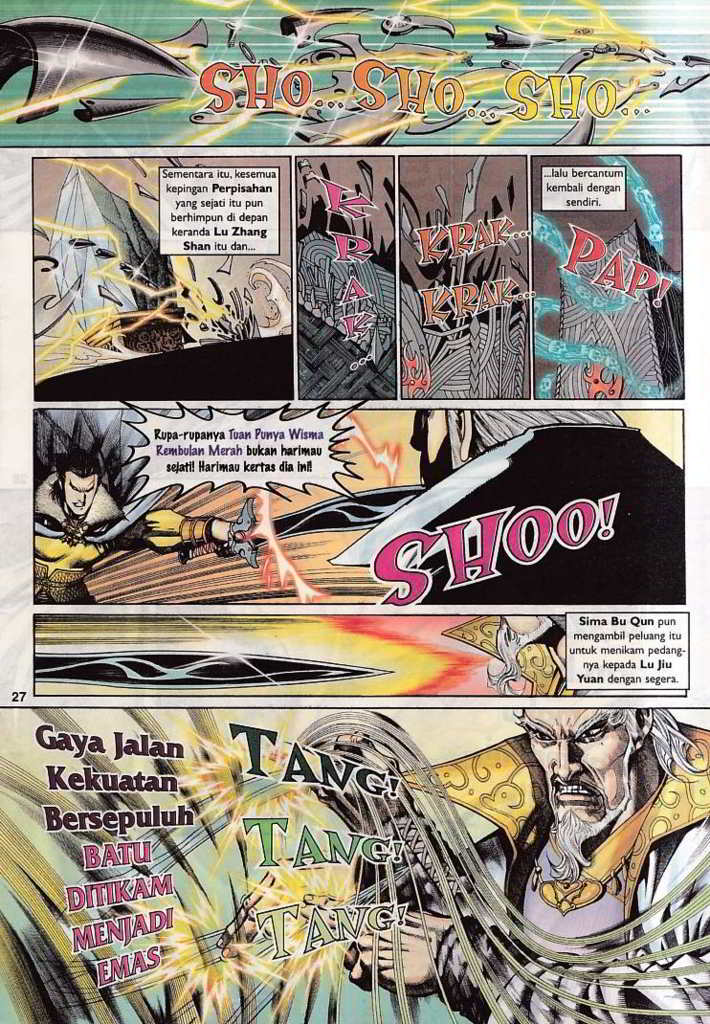 SHO... SHO... SHO...
Sementara itu, kesemua
kepingan Perpisahan
yang sejati itu pun
berhimpun di depan
keranda Lu Zhang
Shan itu dan...
KRAK...
KRAK...
KRAK...
...lalu bercantum
kembali dengan
sendiri.
PAP!
Rupa-rupanya Tuan Punya Wisma
Rembulan Merah bukan harimau
sejati! Harimau kertas dia ini!
SHOO!
Sima Bu Qun pun
mengambil peluang itu
untuk menikam pedang-
nya kepada Lu Jiu
Yuan dengan segera.
27
Gaya Jalan
Kekuatan
Bersepuluh
BATU
DITIKAM
MENJADI
EMAS
TANG!
TANG!
TANG!